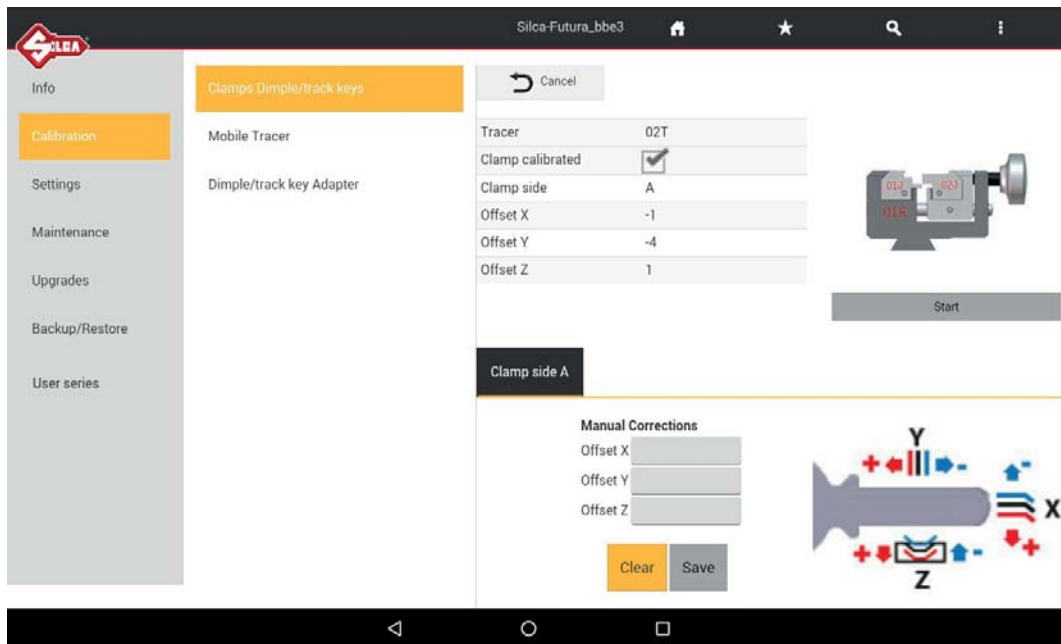 Silca-Futura_bbe3
SILCA
Info
Calibration
Settings
Maintenance
Upgrades
Backup/Restore
User series
Clamps Dimple/track keys
Mobile Tracer
Dimple/track key Adapter
Cancel
Tracer 02T
Clamp calibrated
Clamp side A
Offset X -1
Offset Y -4
Offset Z 1
01J 02J
01R
Start
Clamp side A
Manual Corrections
Offset X
Offset Y
Offset Z
Clear Save
Y
+ -
-
X
+
+ -
Z